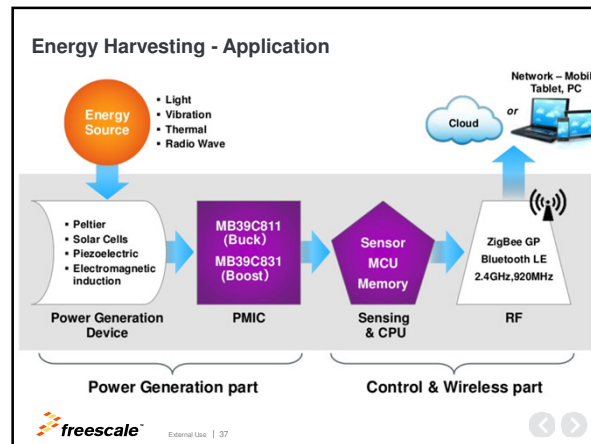 Energy Harvesting - Application
Energy
Source
▪ Light
▪ Vibration
▪ Thermal
▪ Radio Wave
Cloud
or
Network – Mobil
Tablet, PC
▪ Peltier
▪ Solar Cells
▪ Piezoelectric
▪ Electromagnetic
induction
Power Generation
Device
MB39C811
(Buck)
MB39C831
(Boost)
PMIC
Sensor
MCU
Memory
Sensing
& CPU
ZigBee GP
Bluetooth LE
2.4GHz,920MHz
RF
Power Generation part
Control & Wireless part
freescale™
External Use | 37